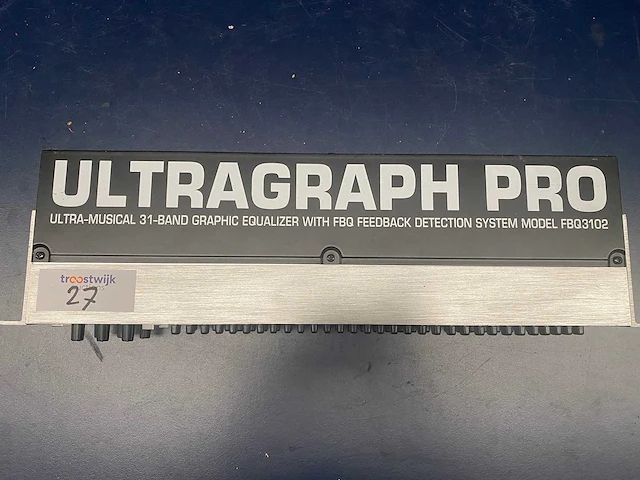 ULTRAGRAPH PRO
ULTRA-MUSICAL 31-BAND GRAPHIC EQUALIZER WITH FBQ FEEDBACK DETECTION SYSTEM MODEL FBQ3102
troostwijk
27